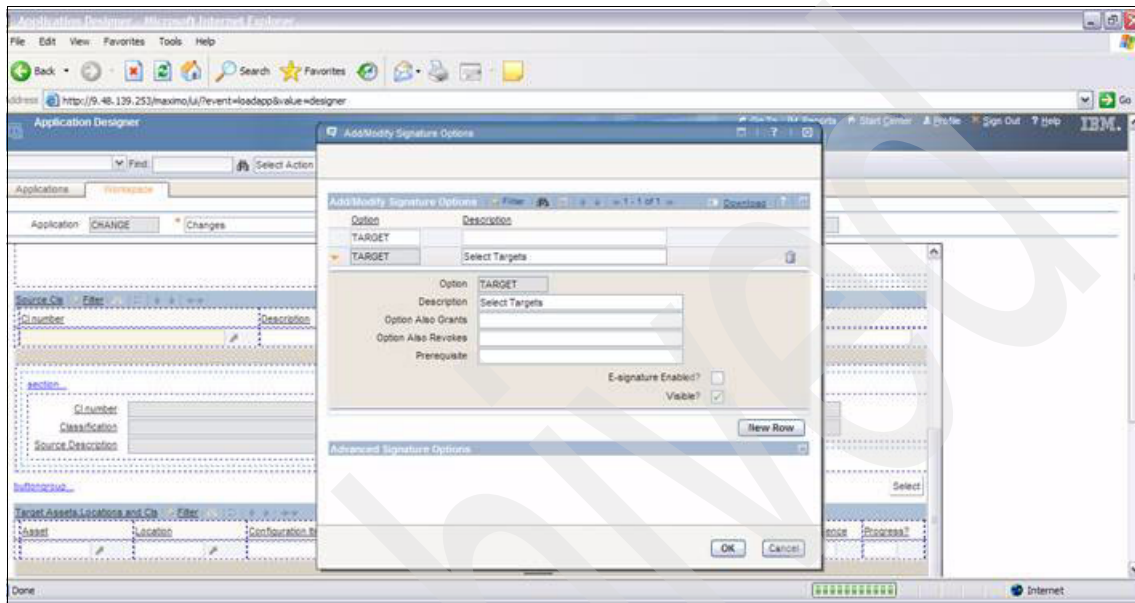 Application Designer - Microsoft Internet Explorer
File Edit View Favorites Tools Help
Back Search Favorites
Address http://9.48.139.253/maximo/ui/?event=loadapp&value=designer Go
Application Designer
Reports Start Center Profile Sign Out ? Help IBM.
Find: Select Action
Applications Workspace
Application CHANGE * Changes
Source CIs Filter
CI number Description
section...
CI number
Classification
Source Description
buttongroup... Select
Target Assets, Locations and CIs Filter
Asset Location Configuration Progress?
Add/Modify Signature Options
Add/Modify Signature Options Filter 1 - 1 of 1 Download ?
Option Description
TARGET
TARGET Select Targets
Option TARGET
Description Select Targets
Option Also Grants
Option Also Revokes
Prerequisite
E-signature Enabled?
Visible?
New Row
Advanced Signature Options
OK Cancel
Done Internet